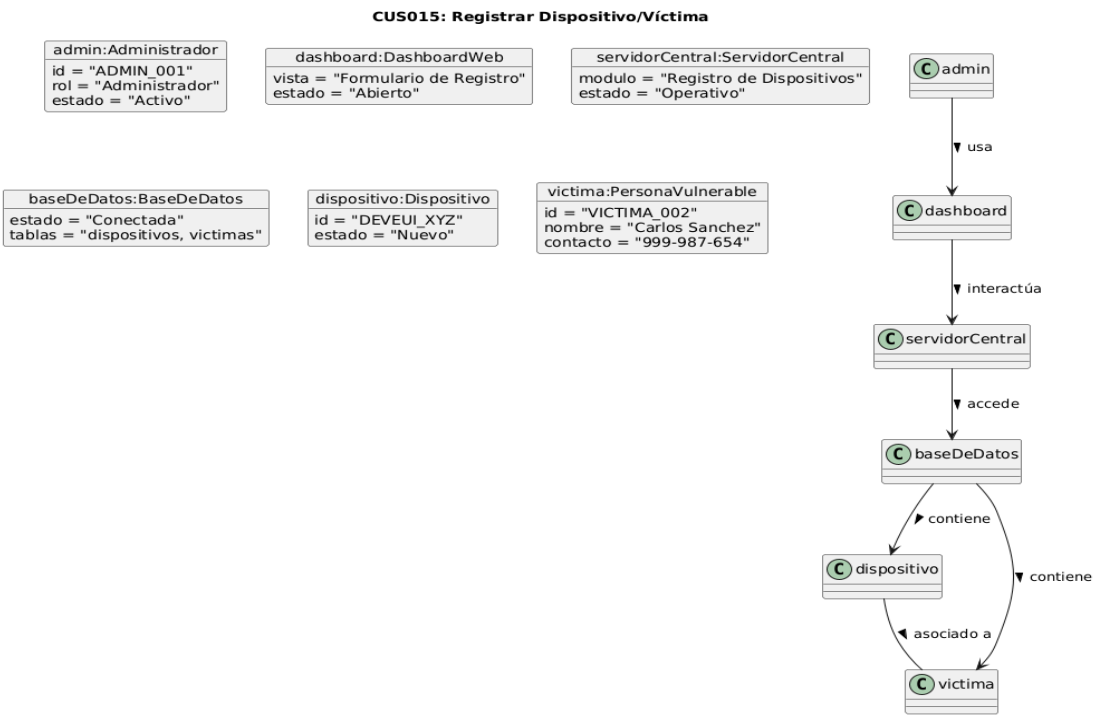 CUS015: Registrar Dispositivo/Víctima
admin:Administrador
id = "ADMIN_001"
rol = "Administrador"
estado = "Activo"
dashboard:DashboardWeb
vista = "Formulario de Registro"
estado = "Abierto"
servidorCentral:ServidorCentral
modulo = "Registro de Dispositivos"
estado = "Operativo"
C admin
usa
baseDeDatos:BaseDeDatos
estado = "Conectada"
tablas = "dispositivos, victimas"
dispositivo:Dispositivo
id = "DEVEUI_XYZ"
estado = "Nuevo"
victima:PersonaVulnerable
id = "VICTIMA_002"
nombre = "Carlos Sanchez"
contacto = "999-987-654"
C dashboard
interactúa
C servidorCentral
accede
C baseDeDatos
contiene
C dispositivo
contiene
asociado a
C victima